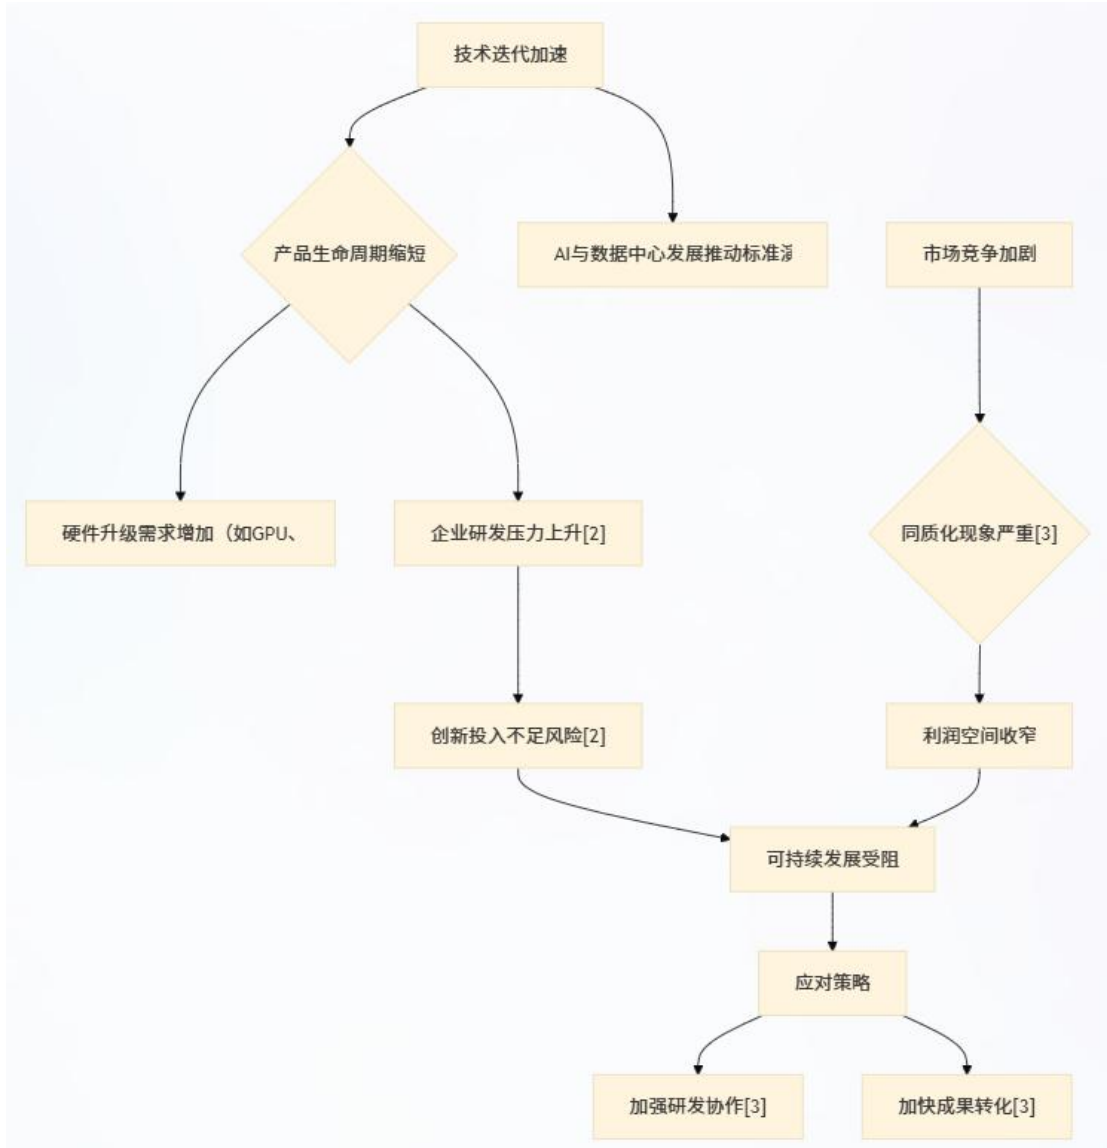 技术迭代加速
产品生命周期缩短
AI与数据中心发展推动标准
市场竞争加剧
硬件升级需求增加（如GPU、
企业研发压力上升[2]
同质化现象严重[3]
创新投入不足风险[2]
利润空间收窄
可持续发展受阻
应对策略
加强研发协作[3]
加快成果转化[3]